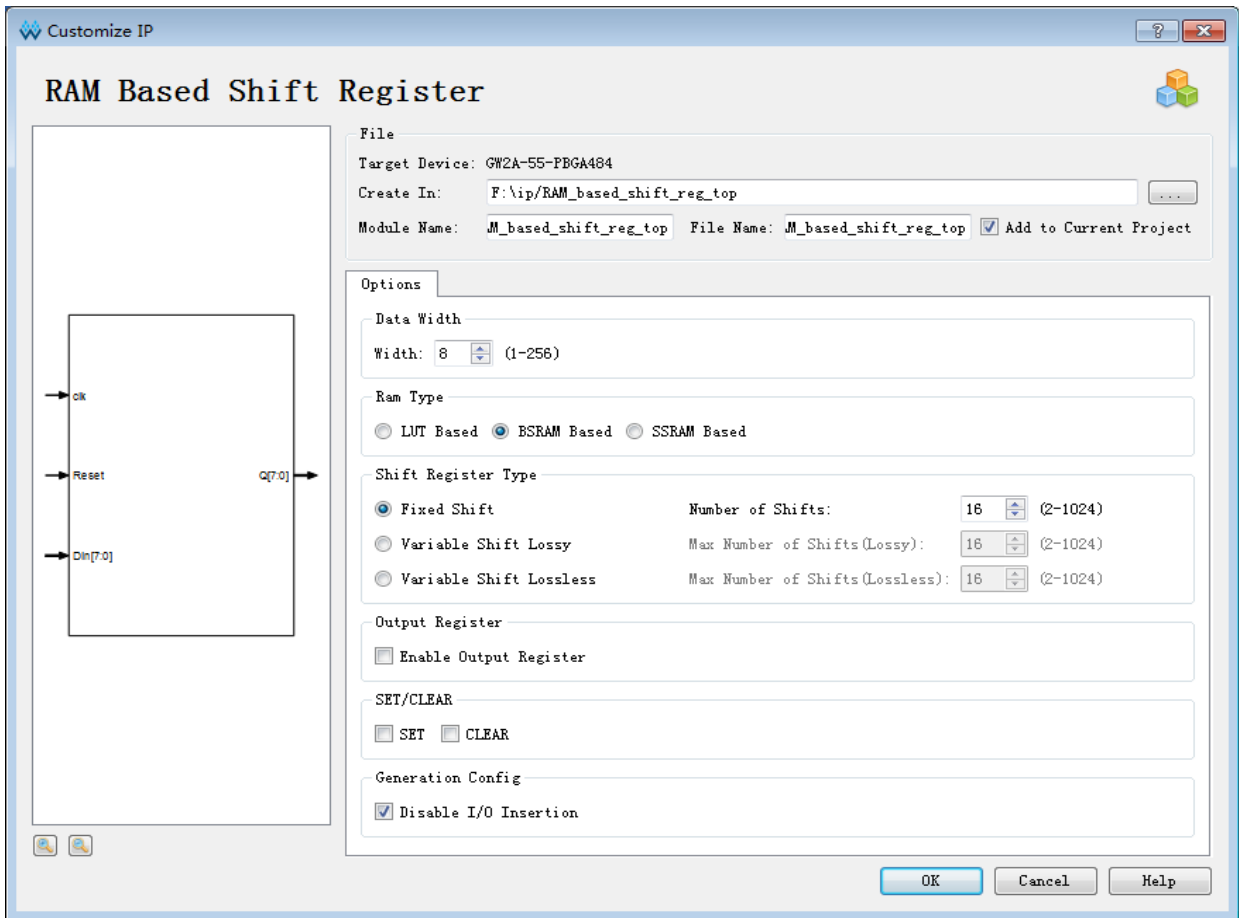 Customize IP
RAM Based Shift Register
File
Target Device: GW2A-55-PBGA484
Create In: F:\ip/RAM_based_shift_reg_top ...
Module Name: M_based_shift_reg_top File Name: M_based_shift_reg_top Add to Current Project
Options
Data Width
Width: 8 (1-256)
Ram Type
LUT Based BSRAM Based SSRAM Based
Shift Register Type
Fixed Shift Number of Shifts: 16 (2-1024)
Variable Shift Lossy Max Number of Shifts(Lossy): 16 (2-1024)
Variable Shift Lossless Max Number of Shifts(Lossless): 16 (2-1024)
Output Register
Enable Output Register
SET/CLEAR
SET CLEAR
Generation Config
Disable I/O Insertion
clk
Reset Q[7:0]
Din[7:0]
OK Cancel Help